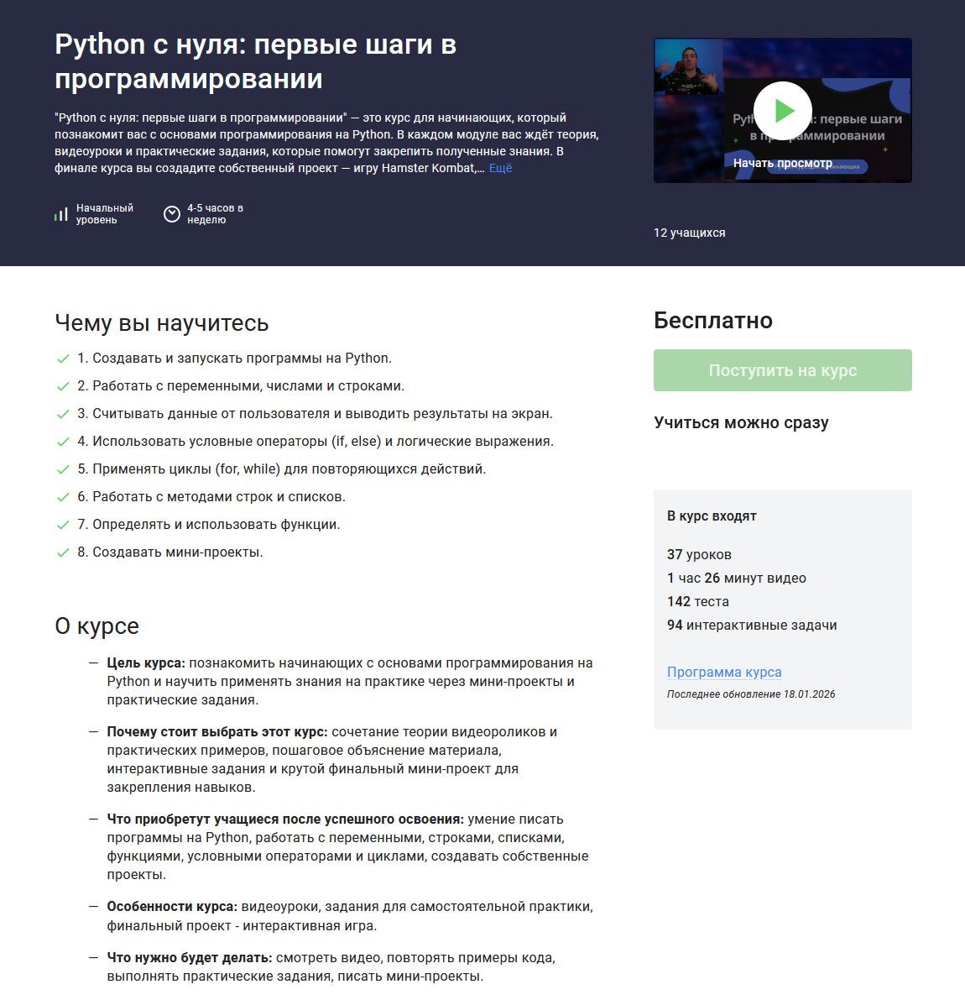 Python с нуля: первые шаги в
программировании
"Python с нуля: первые шаги в программировании" — это курс для начинающих, который
познакомит вас с основами программирования на Python. В каждом модуле вас ждёт теория,
видеоуроки и практические задания, которые помогут закрепить полученные знания. В
финале курса вы создадите собственный проект — игру Hamster Kombat,… Ещё
Начальный
уровень
4-5 часов в
неделю
первые шаги
в программировании
Начать просмотр
12 учащихся
Чему вы научитесь
1. Создавать и запускать программы на Python.
2. Работать с переменными, числами и строками.
3. Считывать данные от пользователя и выводить результаты на экран.
4. Использовать условные операторы (if, else) и логические выражения.
5. Применять циклы (for, while) для повторяющихся действий.
6. Работать с методами строк и списков.
7. Определять и использовать функции.
8. Создавать мини-проекты.
О курсе
— Цель курса: познакомить начинающих с основами программирования на
Python и научить применять знания на практике через мини-проекты и
практические задания.
— Почему стоит выбрать этот курс: сочетание теории видеороликов и
практических примеров, пошаговое объяснение материала,
интерактивные задания и крутой финальный мини-проект для
закрепления навыков.
— Что приобретут учащиеся после успешного освоения: умение писать
программы на Python, работать с переменными, строками, списками,
функциями, условными операторами и циклами, создавать собственные
проекты.
— Особенности курса: видеоуроки, задания для самостоятельной практики,
финальный проект - интерактивная игра.
— Что нужно будет делать: смотреть видео, повторять примеры кода,
выполнять практические задания, писать мини-проекты.
Бесплатно
Поступить на курс
Учиться можно сразу
В курс входят
37 уроков
1 час 26 минут видео
142 теста
94 интерактивные задачи
Программа курса
Последнее обновление 18.01.2026